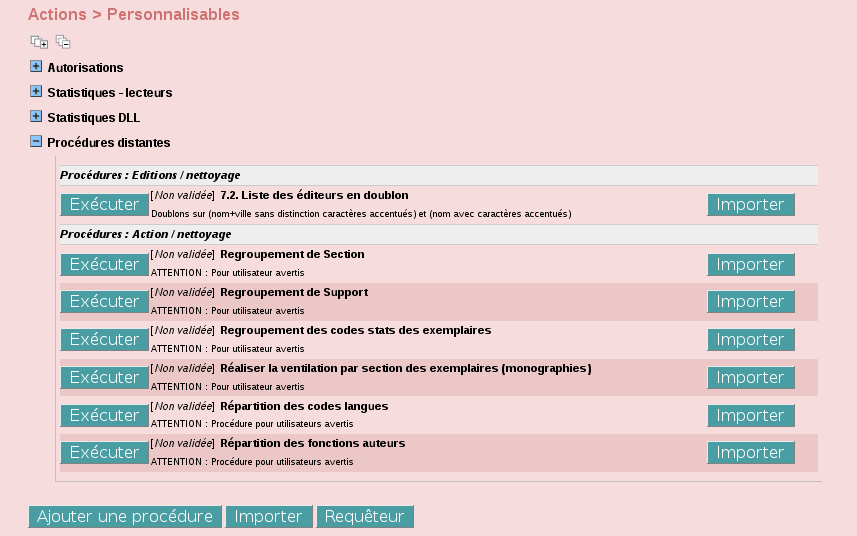 Actions > Personnalisables
Autorisations
Statistiques - lecteurs
Statistiques DLL
Procédures distantes
Procédures : Editions / nettoyage
Exécuter [Non validée] 7.2. Liste des éditeurs en doublon Importer
Doublons sur (nom+ville sans distinction caractères accentués) et (nom avec caractères accentués)
Procédures : Action / nettoyage
Exécuter [Non validée] Regroupement de Section Importer
ATTENTION : Pour utilisateur avertis
Exécuter [Non validée] Regroupement de Support Importer
ATTENTION : Pour utilisateur avertis
Exécuter [Non validée] Regroupement des codes stats des exemplaires Importer
ATTENTION : Pour utilisateur avertis
Exécuter [Non validée] Réaliser la ventilation par section des exemplaires (monographies) Importer
ATTENTION : Pour utilisateur avertis
Exécuter [Non validée] Répartition des codes langues Importer
ATTENTION : Procédure pour utilisateurs avertis
Exécuter [Non validée] Répartition des fonctions auteurs Importer
ATTENTION : Procédure pour utilisateurs avertis
Ajouter une procédure Importer Requêteur